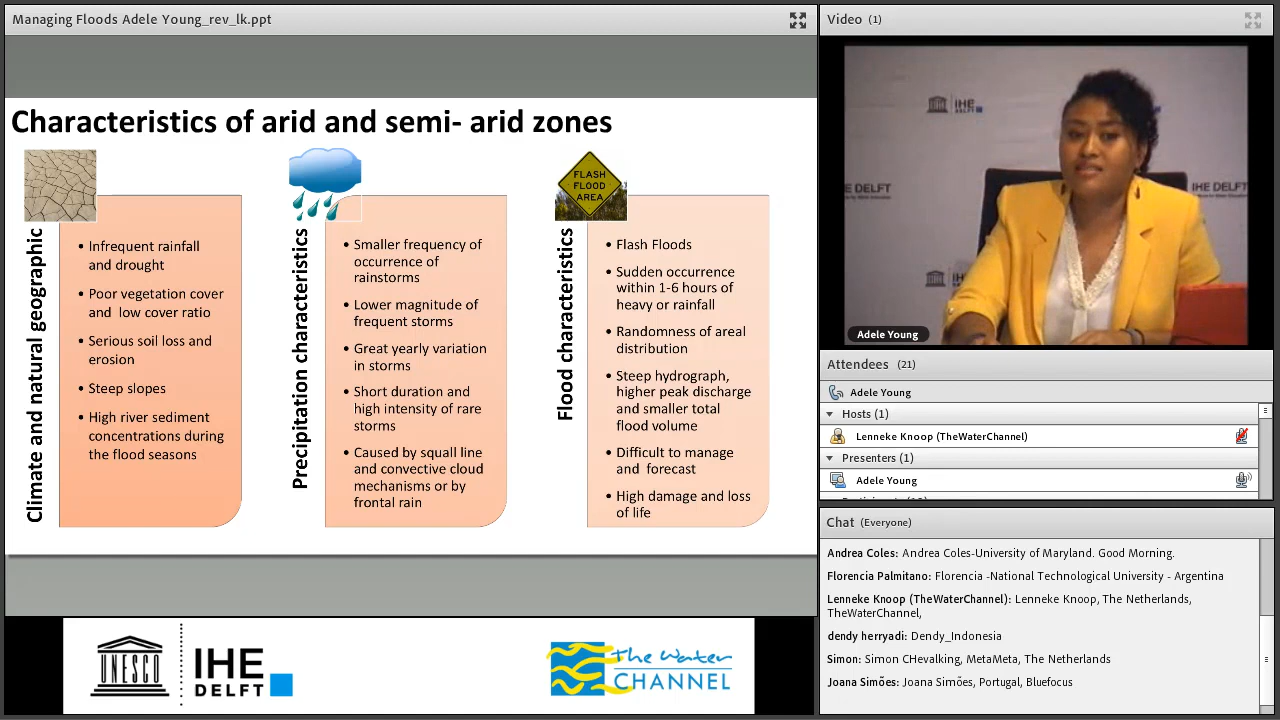 Managing Floods Adele Young_rev_lk.ppt
Characteristics of arid and semi- arid zones
Climate and natural geographic
• Infrequent rainfall
and drought
• Poor vegetation cover
and low cover ratio
• Serious soil loss and
erosion
• Steep slopes
• High river sediment
concentrations during
the flood seasons
Precipitation characteristics
• Smaller frequency of
occurrence of
rainstorms
• Lower magnitude of
frequent storms
• Great yearly variation
in storms
• Short duration and
high intensity of rare
storms
• Caused by squall line
and convective cloud
mechanisms or by
frontal rain
FLASH
FLOOD
AREA
Flood characteristics
• Flash Floods
• Sudden occurrence
within 1-6 hours of
heavy or rainfall
• Randomness of areal
distribution
• Steep hydrograph,
higher peak discharge
and smaller total
flood volume
• Difficult to manage
and forecast
• High damage and loss
of life
UNESCO
IHE
DELFT
The Water
CHANNEL
Video (1)
IHE
DELFT
IHE DELFT
IHE DELFT
IHE
DELFT
Adele Young
Attendees (21)
Adele Young
Hosts (1)
Lenneke Knoop (TheWaterChannel)
Presenters (1)
Adele Young
Chat (Everyone)
Andrea Coles: Andrea Coles-University of Maryland. Good Morning.
Florencia Palmitano: Florencia -National Technological University - Argentina
Lenneke Knoop (TheWaterChannel): Lenneke Knoop, The Netherlands,
TheWaterChannel,
dendy herryadi: Dendy_Indonesia
Simon: Simon CHevalking, MetaMeta, The Netherlands
Joana Simões: Joana Simões, Portugal, Bluefocus